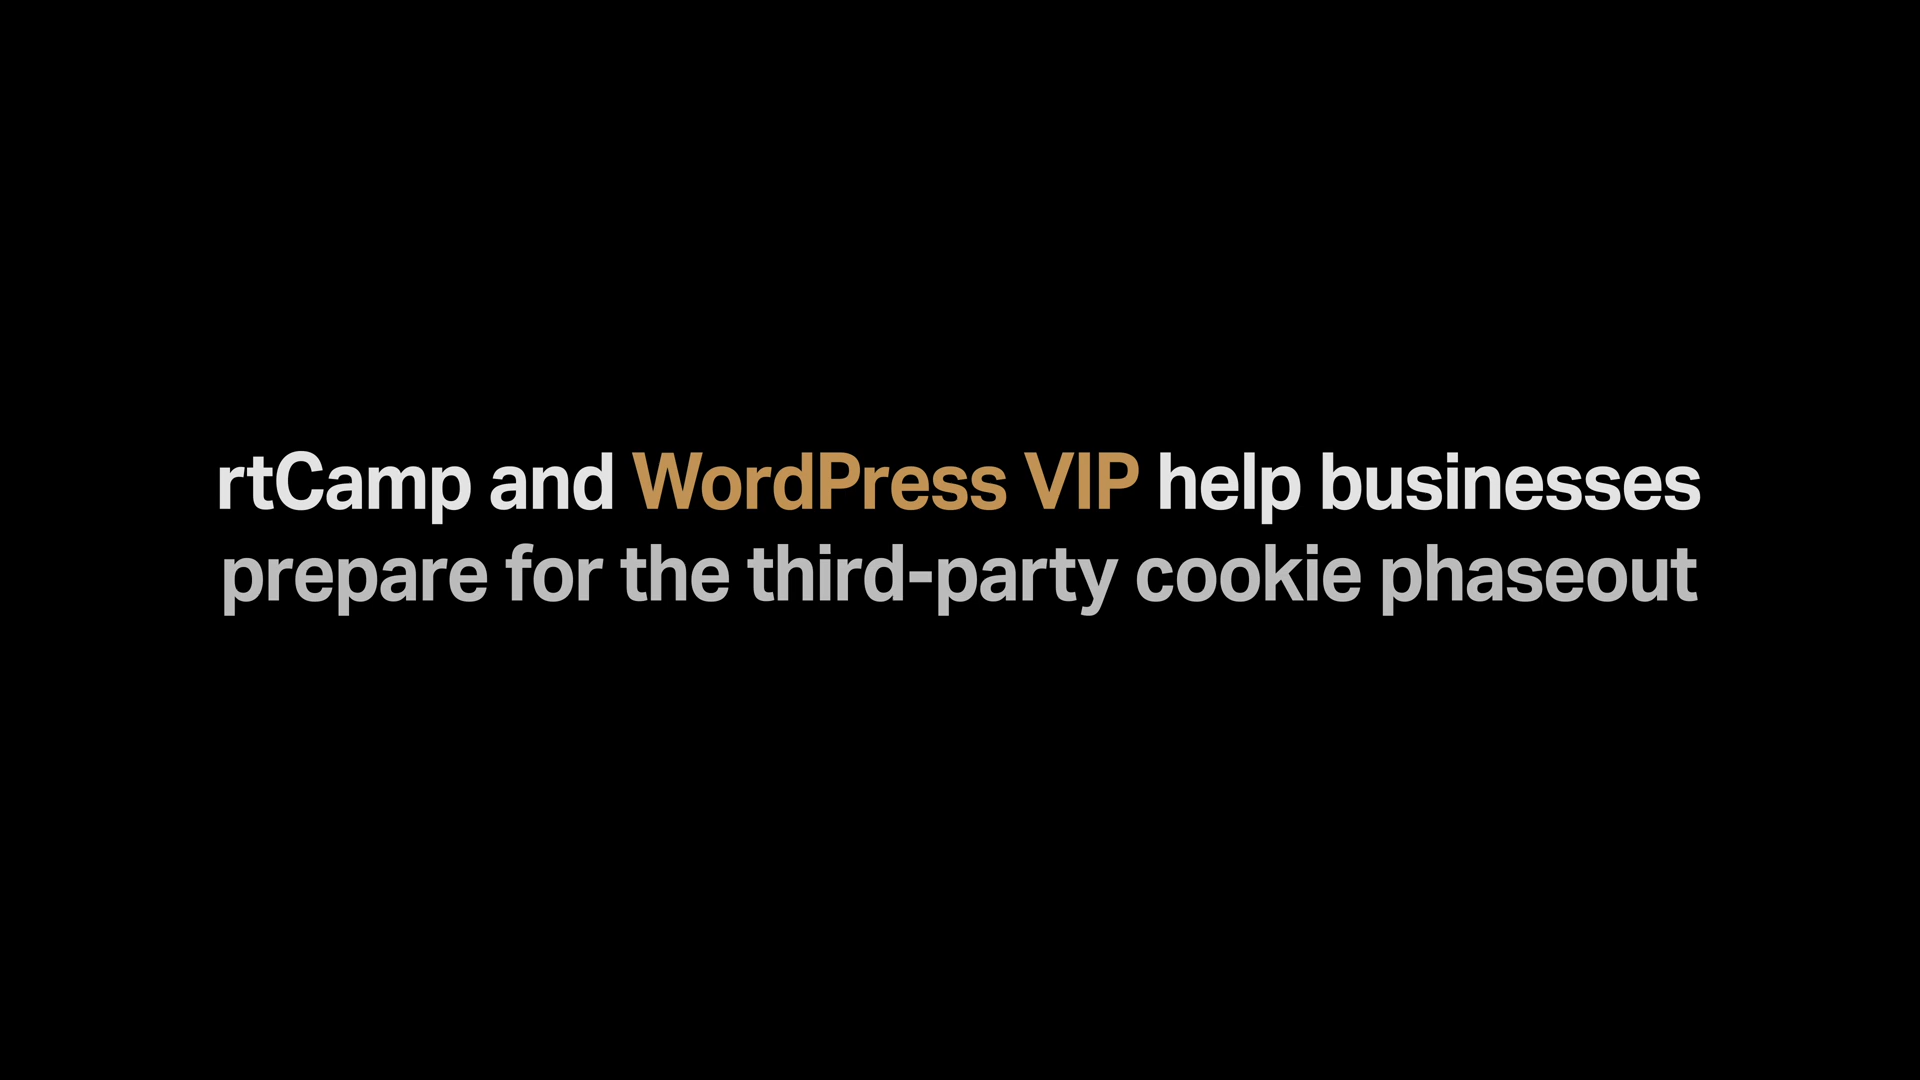 rtCamp and WordPress VIP help businesses
prepare for the third-party cookie phaseout